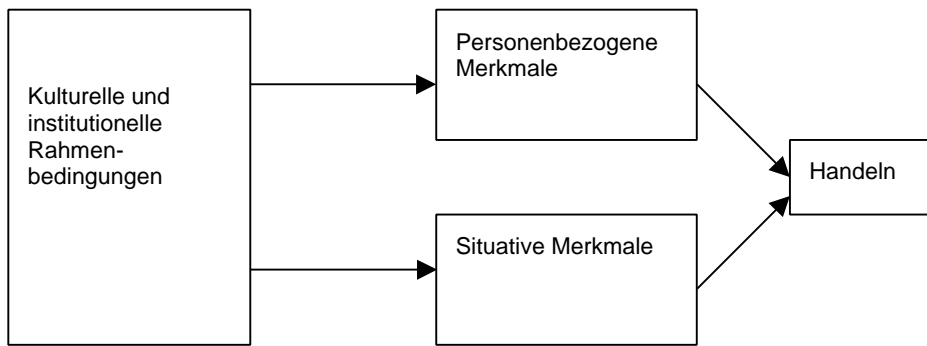 Kulturelle und
institutionelle
Rahmen-
bedingungen
Personenbezogene
Merkmale
Situative Merkmale
Handeln